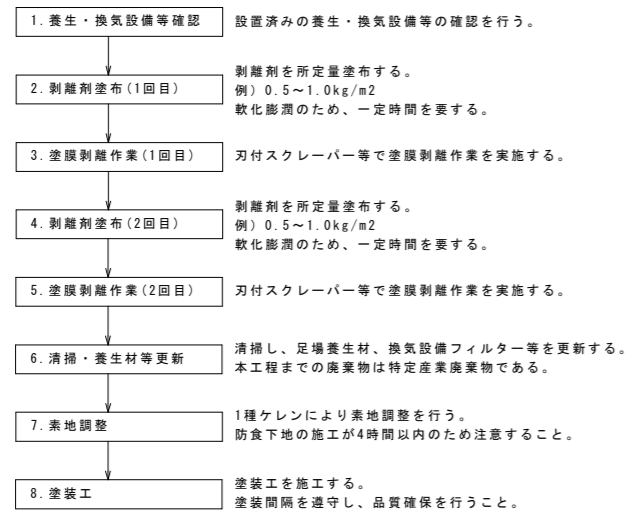 1.養生・換気設備等確認
設置済みの養生・換気設備等の確認を行う。
2.剥離剤塗布(1回目)
剥離剤を所定量塗布する。
例)0.5～1.0kg/m2
軟化膨潤のため、一定時間を要する。
3.塗膜剥離作業(1回目)
刃付スクレーパー等で塗膜剥離作業を実施する。
4.剥離剤塗布(2回目)
剥離剤を所定量塗布する。
例)0.5～1.0kg/m2
軟化膨潤のため、一定時間を要する。
5.塗膜剥離作業(2回目)
刃付スクレーパー等で塗膜剥離作業を実施する。
6.清掃・養生材等更新
清掃し、足場養生材、換気設備フィルター等を更新する。
本工程までの廃棄物は特定産業廃棄物である。
7.素地調整
1種ケレンにより素地調整を行う。
防食下地の施工が4時間以内のため注意すること。
8.塗装工
塗装工を施工する。
塗装間隔を遵守し、品質確保を行うこと。